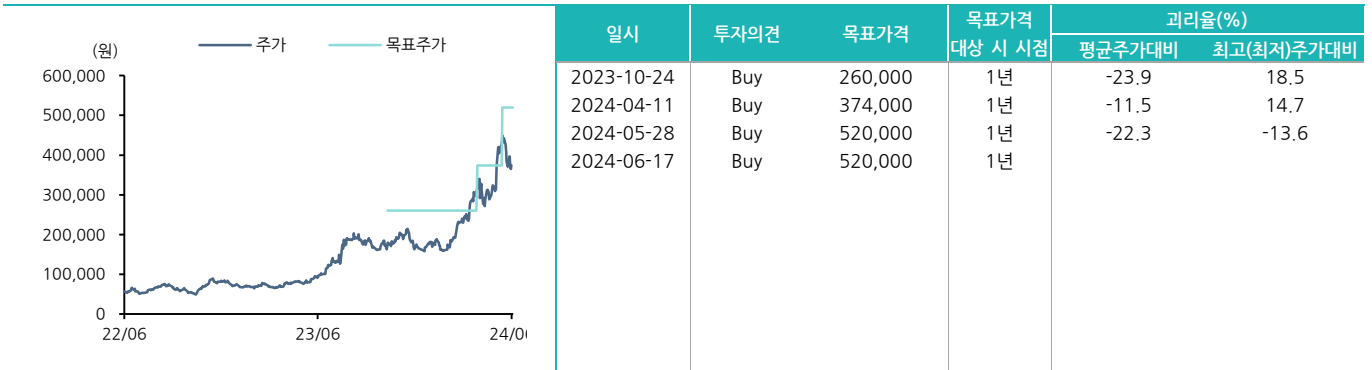 (원) 주가 목표주가
600,000
500,000
400,000
300,000
200,000
100,000
0
22/06 23/06 24/0
일시 투자의견 목표가격 목표가격 대상 시 시점 괴리율(%)
평균주가대비 최고(최저)주가대비
2023-10-24 Buy 260,000 1년 -23.9 18.5
2024-04-11 Buy 374,000 1년 -11.5 14.7
2024-05-28 Buy 520,000 1년 -22.3 -13.6
2024-06-17 Buy 520,000 1년